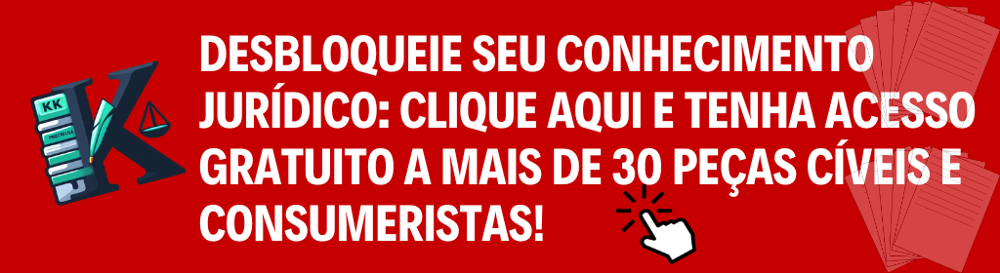 KK
DESBLOQUEIE SEU CONHECIMENTO
JURÍDICO: CLIQUE AQUI E TENHA ACESSO
GRATUITO A MAIS DE 30 PEÇAS CÍVEIS E
CONSUMERISTAS!